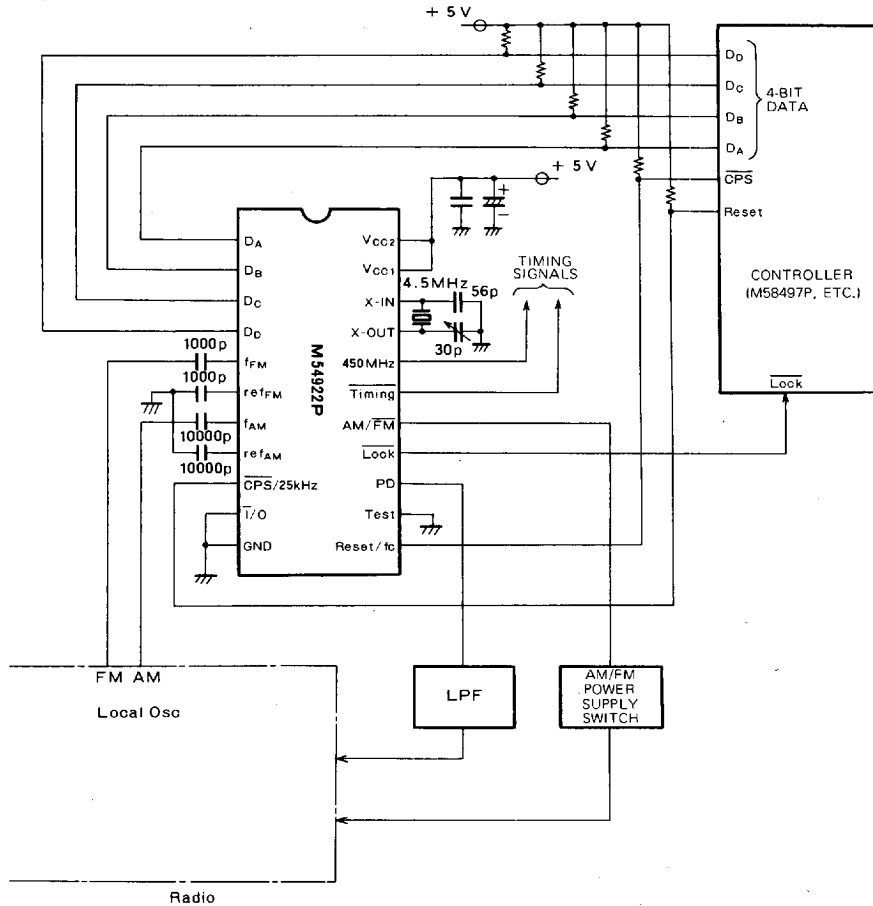 + 5 V
DD
DC
DB
DA
4-BIT
DATA
CPS
Reset
CONTROLLER
(M58497P, ETC.)
Lock
+ 5 V
+
−
TIMING
SIGNALS
DA
DB
DC
DD
1000p
fFM
1000p
refFM
fAM
10000p
refAM
10000p
CPS/25kHz
I/O
GND
M54922P
VCC2
VCC1
X-IN
X-OUT
450MHz
Timing
AM/FM
Lock
PD
Test
Reset/fc
4.5MHz
56p
30p
FM AM
Local Osc
Radio
LPF
AM/FM
POWER
SUPPLY
SWITCH